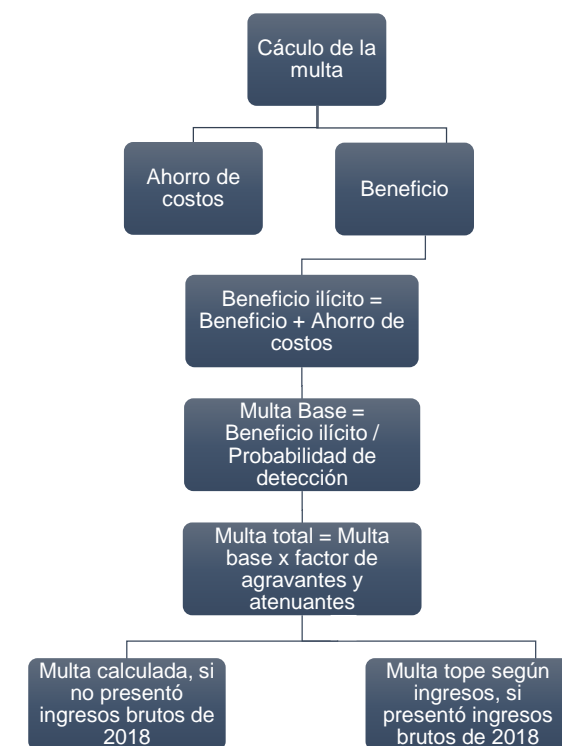 Cáculo de la
multa
Ahorro de
costos
Beneficio
Beneficio ilícito =
Beneficio + Ahorro de
costos
Multa Base =
Beneficio ilícito /
Probabilidad de
detección
Multa total = Multa
base x factor de
agravantes y
atenuantes
Multa calculada, si
no presentó
ingresos brutos de
2018
Multa tope según
ingresos, si
presentó ingresos
brutos de 2018